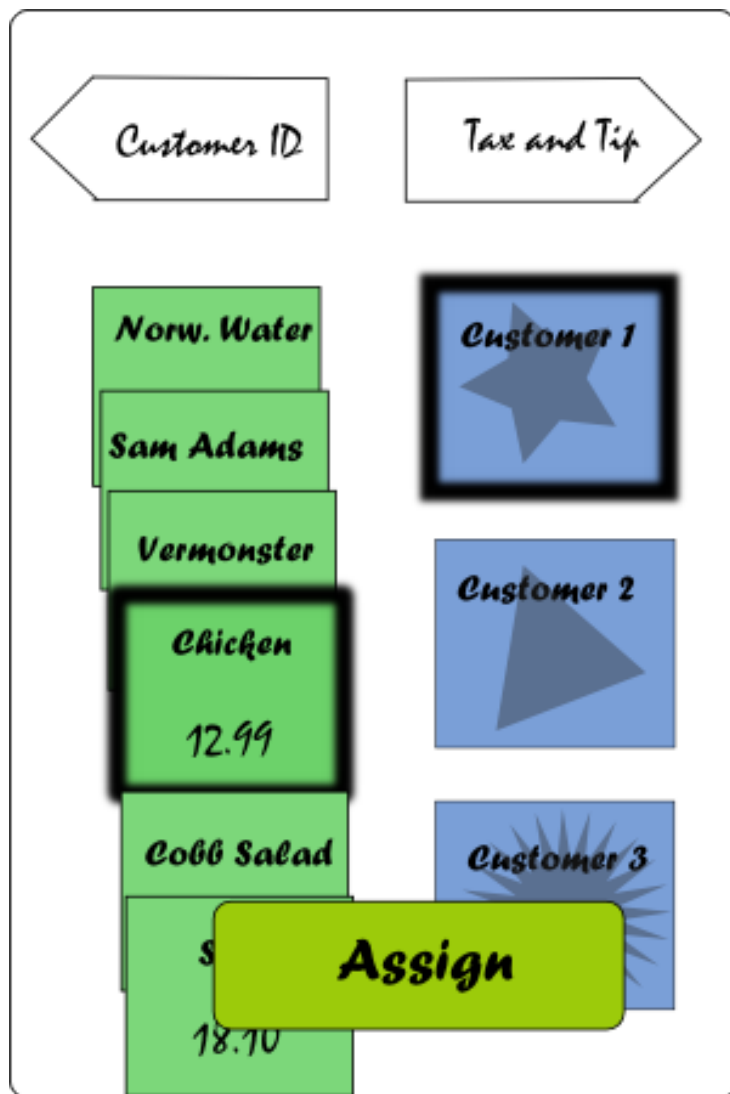 Customer ID
Tax and Tip
Norw. Water
Sam Adams
Vermonster
Chicken
12.99
Cobb Salad
18.10
Customer 1
Customer 2
Customer 3
Assign